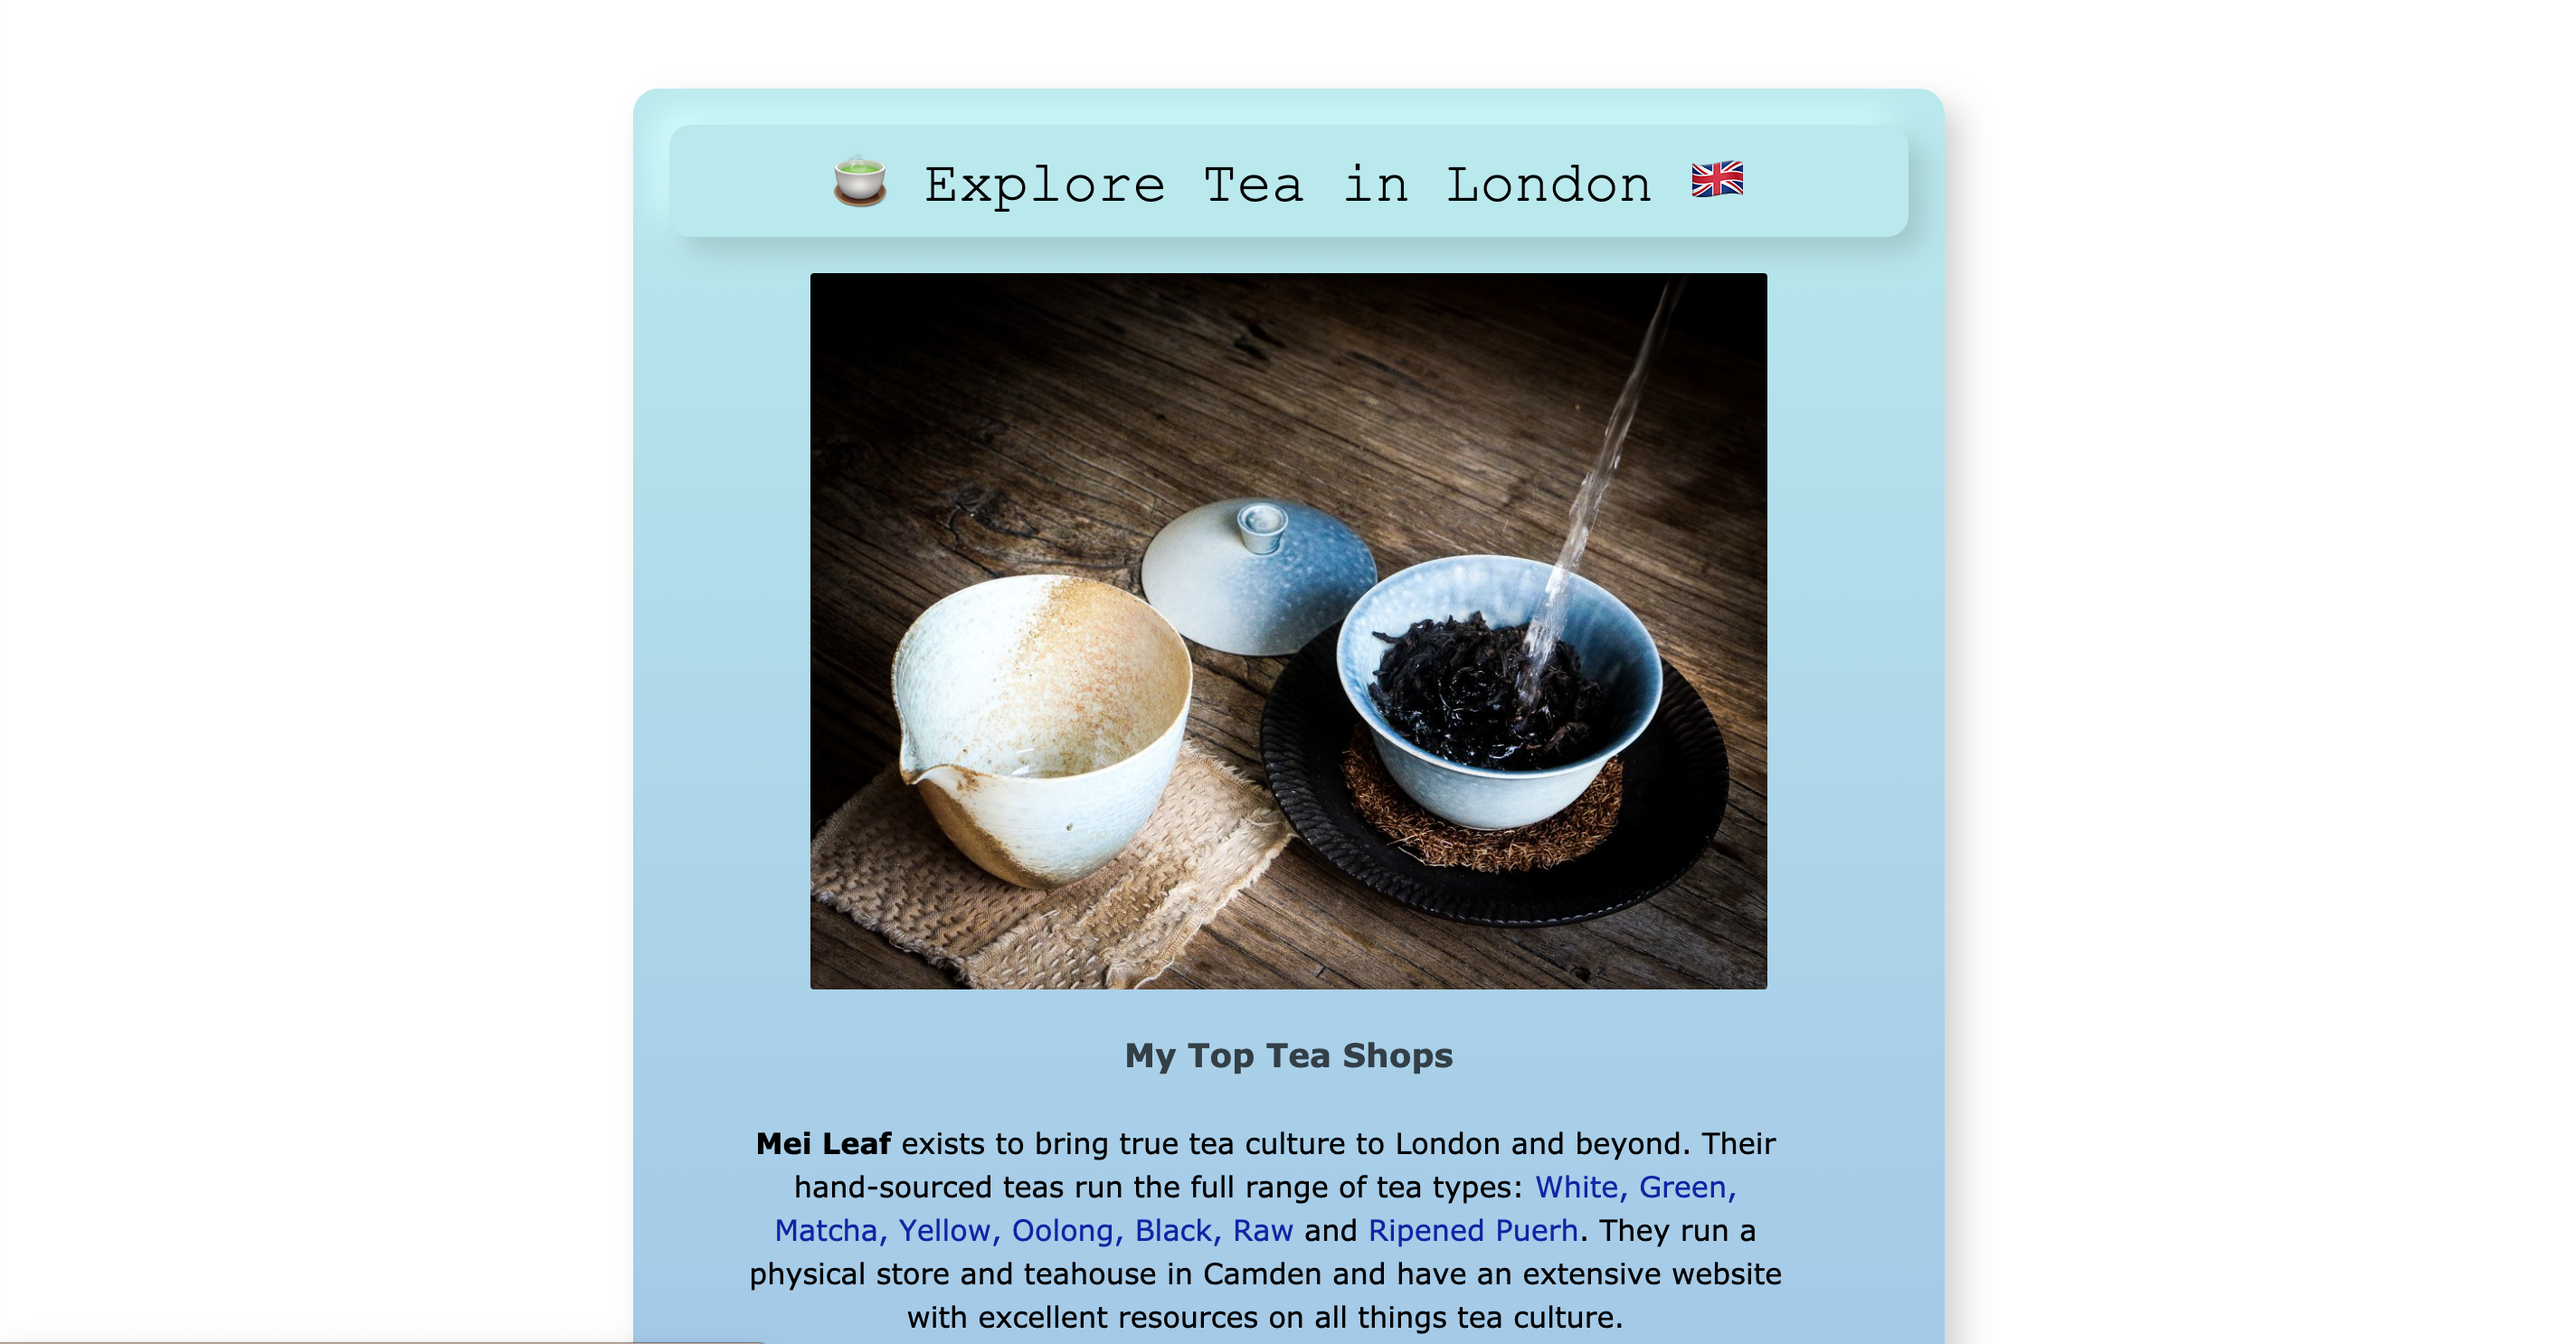 🍵 Explore Tea in London 🇬🇧
My Top Tea Shops
Mei Leaf exists to bring true tea culture to London and beyond. Their
hand-sourced teas run the full range of tea types: White, Green,
Matcha, Yellow, Oolong, Black, Raw and Ripened Puerh. They run a
physical store and teahouse in Camden and have an extensive website
with excellent resources on all things tea culture.